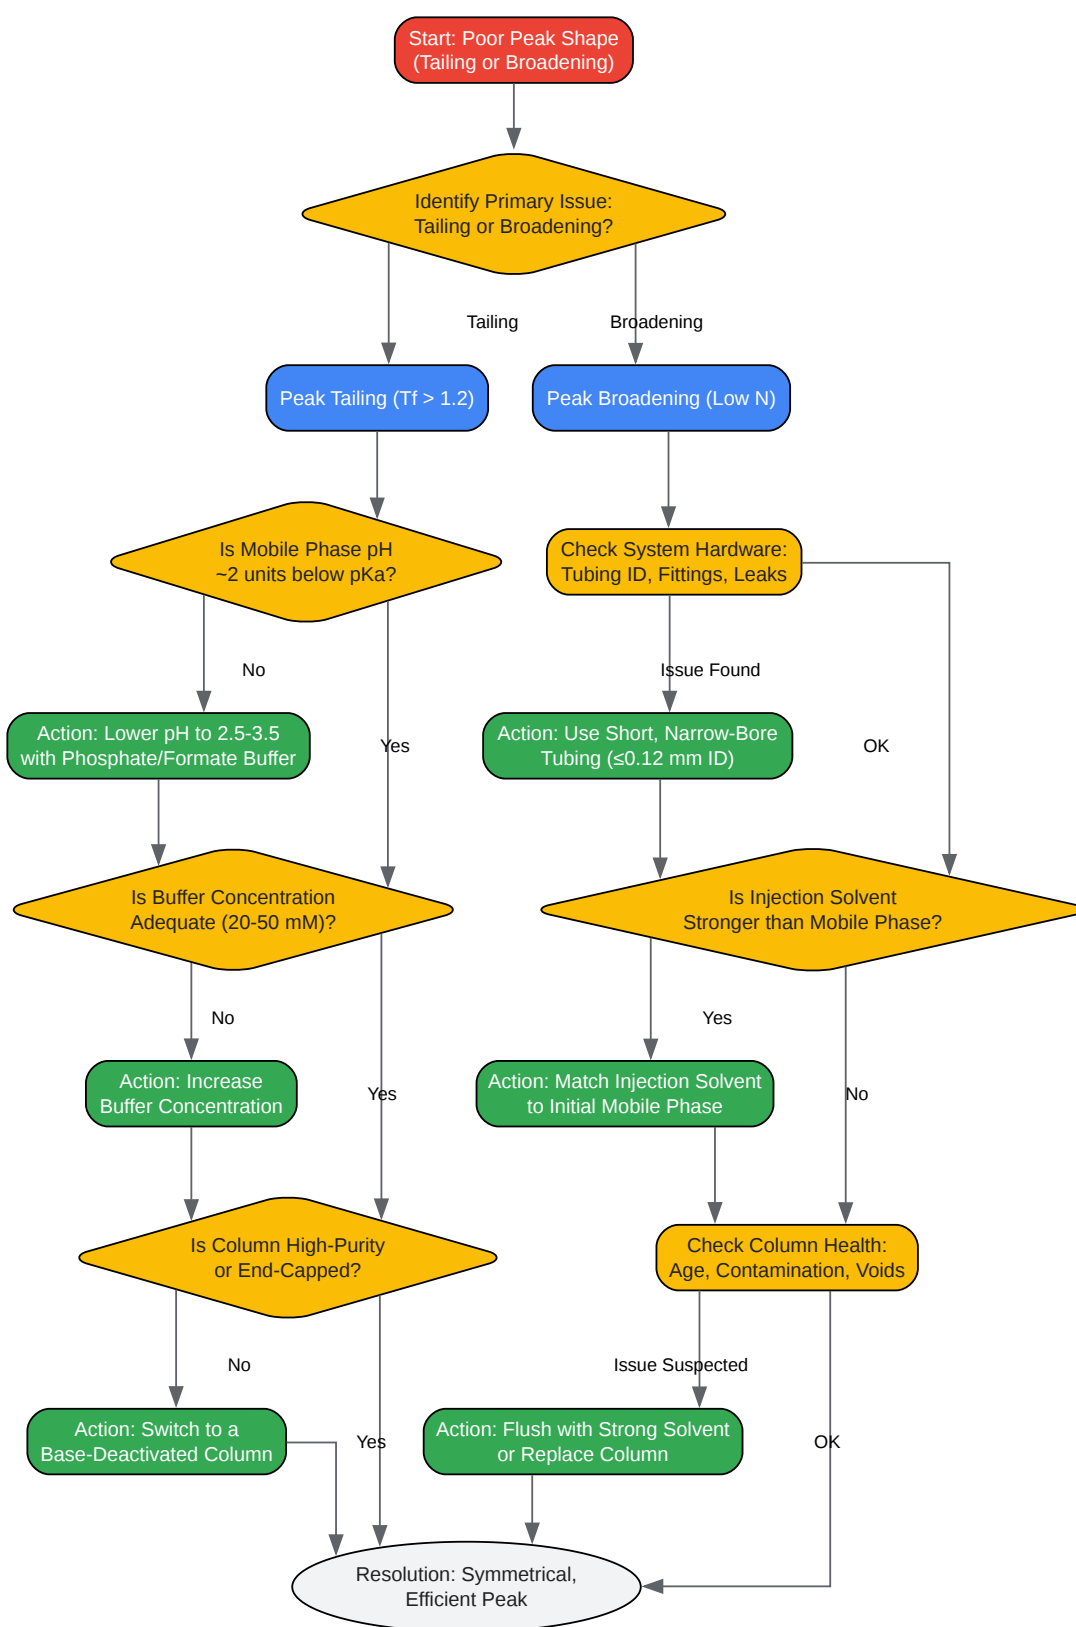 Start: Poor Peak Shape
(Tailing or Broadening)
Identify Primary Issue:
Tailing or Broadening?
Tailing
Broadening
Peak Tailing (Tf > 1.2)
Peak Broadening (Low N)
Is Mobile Phase pH
~2 units below pKa?
Check System Hardware:
Tubing ID, Fittings, Leaks
No
Issue Found
Action: Lower pH to 2.5-3.5
with Phosphate/Formate Buffer
Yes
Action: Use Short, Narrow-Bore
Tubing (≤0.12 mm ID)
OK
Is Buffer Concentration
Adequate (20-50 mM)?
Is Injection Solvent
Stronger than Mobile Phase?
No
Yes
Action: Increase
Buffer Concentration
Yes
Action: Match Injection Solvent
to Initial Mobile Phase
No
Is Column High-Purity
or End-Capped?
Check Column Health:
Age, Contamination, Voids
No
Issue Suspected
Action: Switch to a
Base-Deactivated Column
Yes
Action: Flush with Strong Solvent
or Replace Column
OK
Resolution: Symmetrical,
Efficient Peak